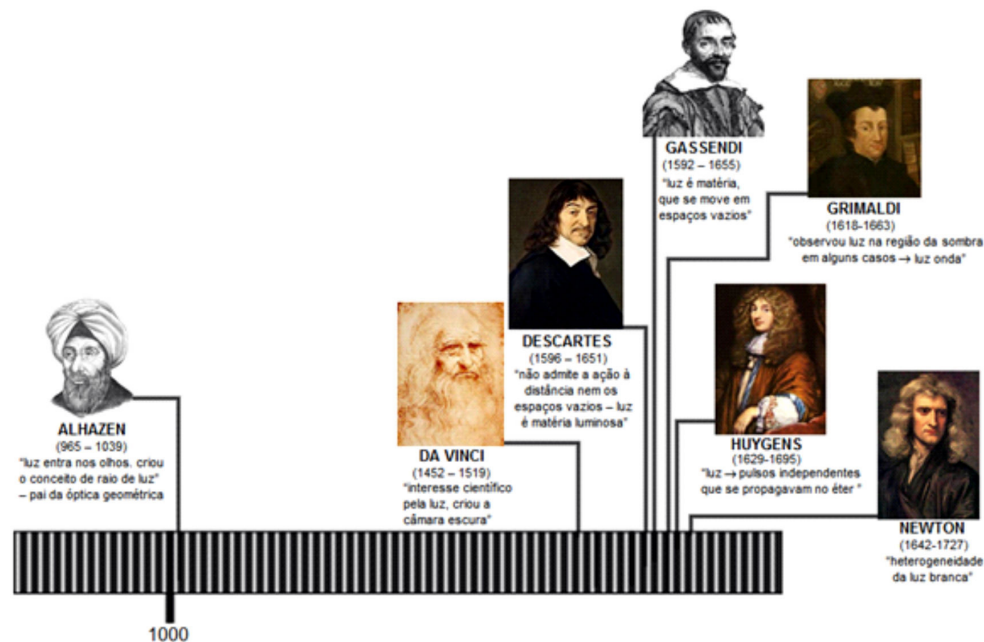 ALHAZEN
(965 – 1039)
"luz entra nos olhos. criou
o conceito de raio de luz"
– pai da óptica geométrica
DA VINCI
(1452 – 1519)
"interesse científico
pela luz, criou a
câmara escura"
DESCARTES
(1596 – 1651)
"não admite a ação à
distância nem os
espaços vazios – luz
é matéria luminosa"
GASSENDI
(1592 – 1655)
"luz é matéria,
que se move em
espaços vazios"
GRIMALDI
(1618-1663)
"observou luz na região da sombra
em alguns casos → luz onda"
HUYGENS
(1629-1695)
"luz → pulsos independentes
que se propagavam no éter "
NEWTON
(1642-1727)
"heterogeneidade
da luz branca"
1000